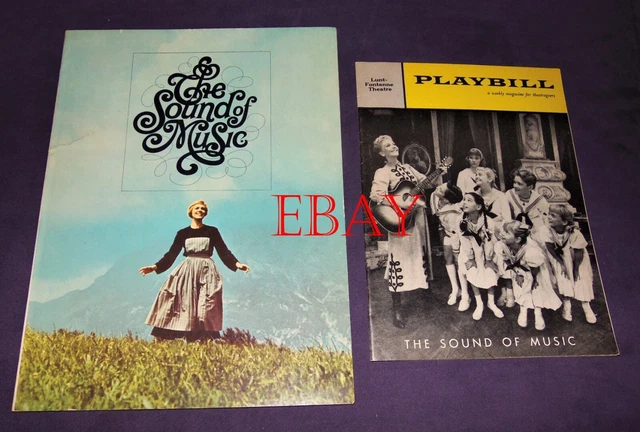 The
Sound of
Music
EBAY
Lunt-
Fontanne
Theatre
PLAYBILL
a weekly magazine for theatregoers
THE SOUND OF MUSIC